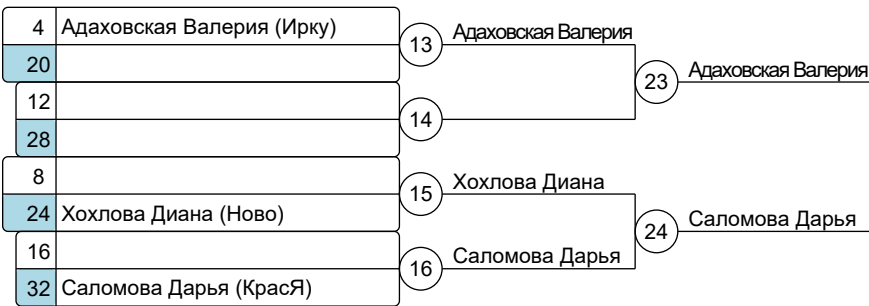 4 Адаховская Валерия (Ирку)
20
13 Адаховская Валерия
12
28
14
23 Адаховская Валерия
8
24 Хохлова Диана (Ново)
15 Хохлова Диана
16
32 Саломова Дарья (КрасЯ)
16 Саломова Дарья
24 Саломова Дарья